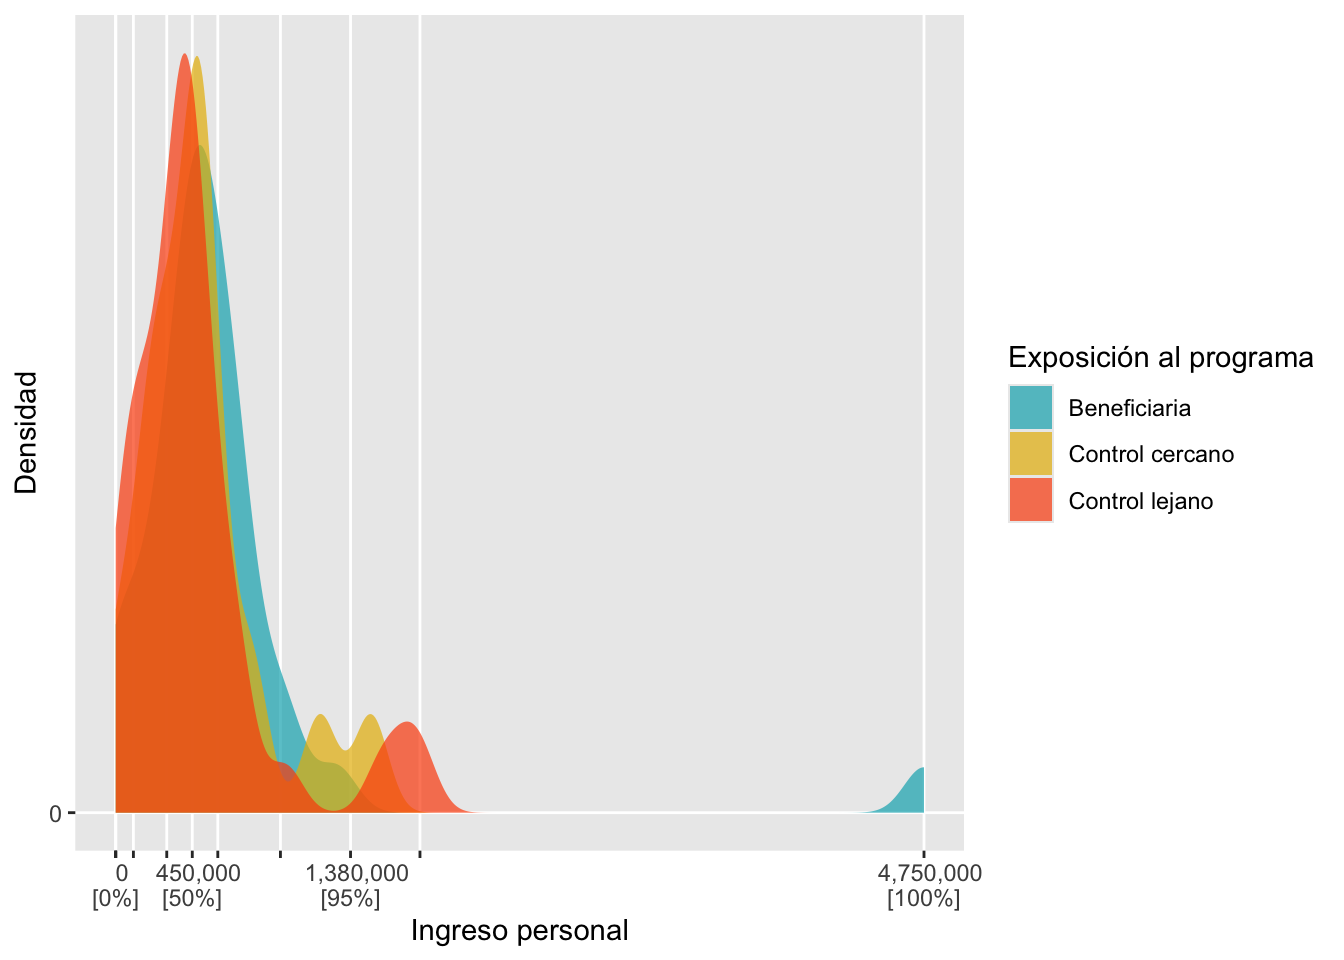 Densidad
0
0 450,000 1,380,000 4,750,000
[0%] [50%] [95%] [100%]
Ingreso personal
Exposición al programa
Beneficiaria
Control cercano
Control lejano